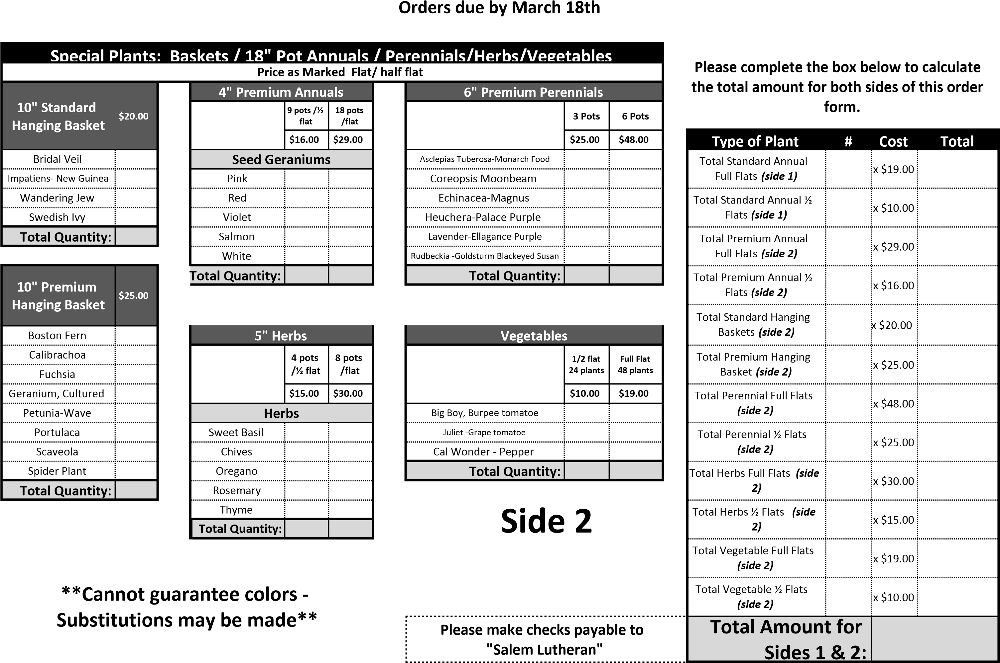 Orders due by March 18th
Special Plants:  Baskets / 18" Pot Annuals / Perennials/Herbs/Vegetables
Price as Marked  Flat/ half flat
10" Standard
Hanging Basket
$20.00
Bridal Veil
Impatiens- New Guinea
Wandering Jew
Swedish Ivy
Total Quantity:
10" Premium
Hanging Basket
$25.00
Boston Fern
Calibrachoa
Fuchsia
Geranium, Cultured
Petunia-Wave
Portulaca
Scaveola
Spider Plant
Total Quantity:
4" Premium Annuals
9 pots /½
flat
18 pots
/flat
$16.00
$29.00
Seed Geraniums
Pink
Red
Violet
Salmon
White
Total Quantity:
5" Herbs
4 pots
/½ flat
8 pots
/flat
$15.00
$30.00
Herbs
Sweet Basil
Chives
Oregano
Rosemary
Thyme
Total Quantity:
6" Premium Perennials
3 Pots
6 Pots
$25.00
$48.00
Asclepias Tuberosa-Monarch Food
Coreopsis Moonbeam
Echinacea-Magnus
Heuchera-Palace Purple
Lavender-Ellagance Purple
Rudbeckia -Goldsturm Blackeyed Susan
Total Quantity:
Vegetables
1/2 flat
24 plants
Full Flat
48 plants
$10.00
$19.00
Big Boy, Burpee tomatoe
Juliet -Grape tomatoe
Cal Wonder - Pepper
Total Quantity:
Side 2
**Cannot guarantee colors -
Substitutions may be made**
Please make checks payable to
"Salem Lutheran"
Please complete the box below to calculate
the total amount for both sides of this order
form.
Type of Plant # Cost Total
Total Standard Annual
Full Flats (side 1)
x $19.00
Total Standard Annual ½
Flats (side 1)
x $10.00
Total Premium Annual
Full Flats (side 2)
x $29.00
Total Premium Annual ½
Flats (side 2)
x $16.00
Total Standard Hanging
Baskets (side 2)
x $20.00
Total Premium Hanging
Basket (side 2)
x $25.00
Total Perennial Full Flats
(side 2)
x $48.00
Total Perennial ½ Flats
(side 2)
x $25.00
Total Herbs Full Flats  (side
2)
x $30.00
Total Herbs ½ Flats  (side
2)
x $15.00
Total Vegetable Full Flats
(side 2)
x $19.00
Total Vegetable ½ Flats
(side 2)
x $10.00
Total Amount for
Sides 1 & 2: